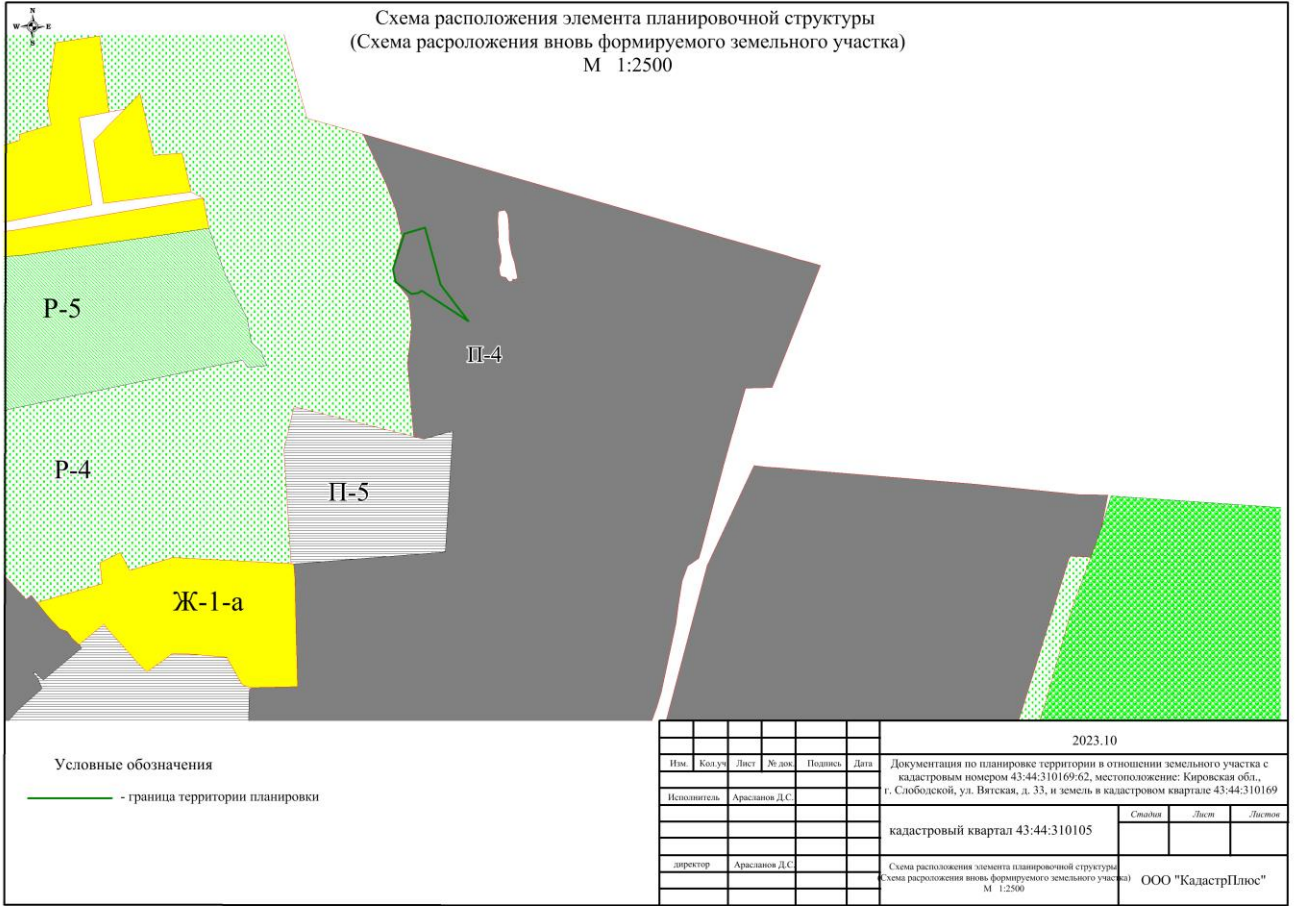 N
W E
S
Схема расположения элемента планировочной структуры
(Схема расроложения вновь формируемого земельного участка)
М 1:2500
Р-5
П-4
Р-4
П-5
Ж-1-а
Условные обозначения
- граница территории планировки
2023.10
Изм. Кол.уч Лист № док. Подпись Дата
Документация по планировке территории в отношении земельного участка с
кадастровым номером 43:44:310169:62, местоположение: Кировская обл.,
г. Слободской, ул. Вятская, д. 33, и земель в кадастровом квартале 43:44:310169
Исполнитель Арасланов Д.С.
кадастровый квартал 43:44:310105
Стадия Лист Листов
директор Арасланов Д.С.
Схема расположения элемента планировочной структуры
(Схема расроложения вновь формируемого земельного участка)
М 1:2500
ООО "КадастрПлюс"